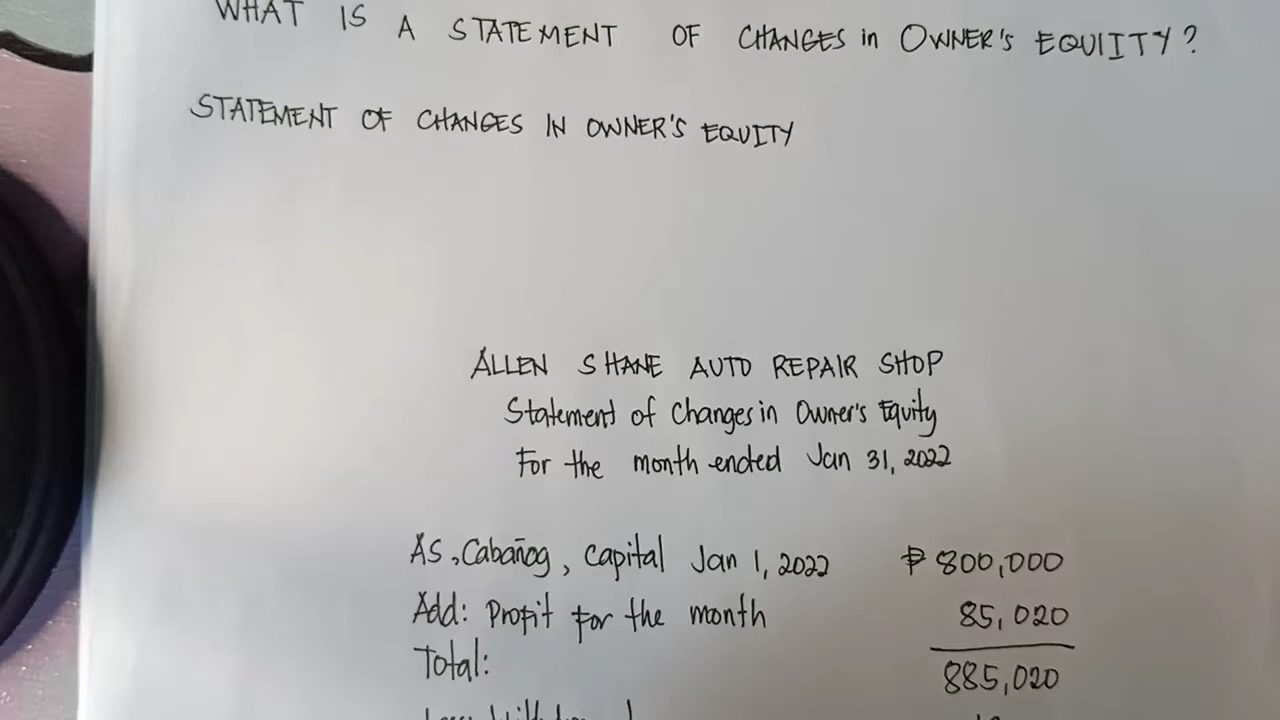 WHAT IS A STATEMENT OF CHANGES in OWNER'S EQUIITY?
STATEMENT OF CHANGES IN OWNER'S EQUITY
ALLEN SHANE AUTO REPAIR SHOP
Statement of Changes in Owner's Equity
For the month ended Jan 31, 2022
AS, Cabañog, Capital Jan 1, 2022 ₱ 800,000
Add: Profit for the month 85,020
Total: 885,020